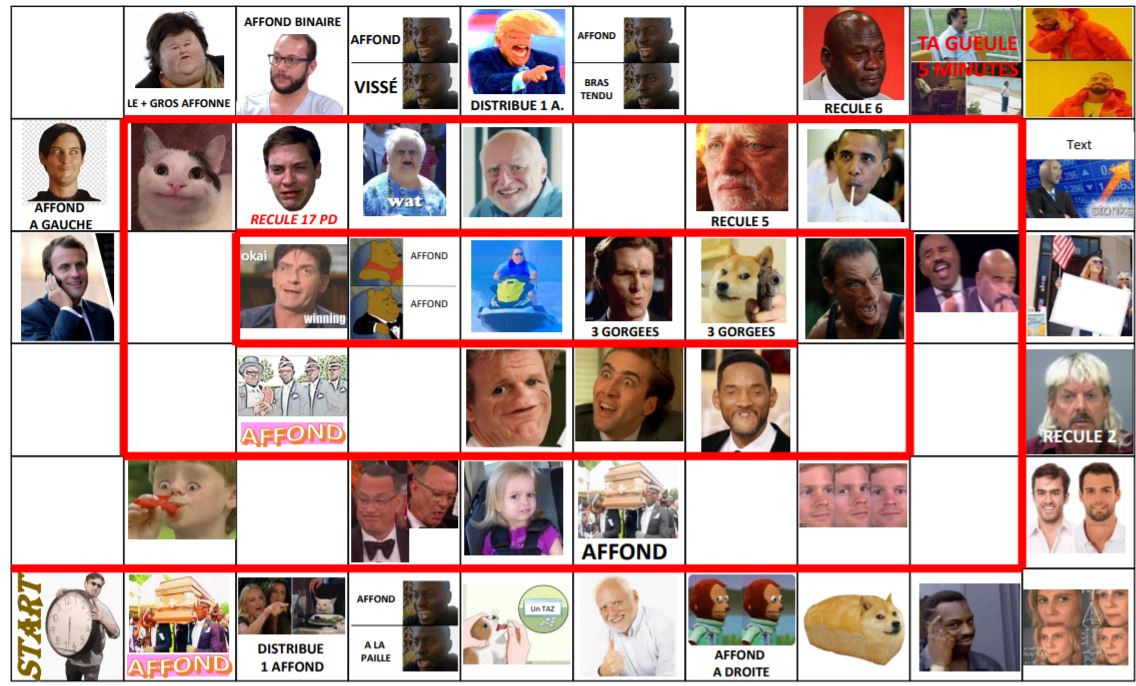 AFFOND BINAIRE
AFFOND
AFFOND
LE + GROS AFFONNE
VISSÉ
DISTRIBUE 1 A.
BRAS
TENDU
RECULE 6
TA GUEULE
5 MINUTES
AFFOND
A GAUCHE
RECULE 17 PD
wat
RECULE 5
Text
stonks
okai
winning
AFFOND
AFFOND
3 GORGEES
3 GORGEES
AFFOND
RECULE 2
AFFOND
START
AFFOND
DISTRIBUE
1 AFFOND
AFFOND
A LA
PAILLE
Un TAZ
AFFOND
A DROITE